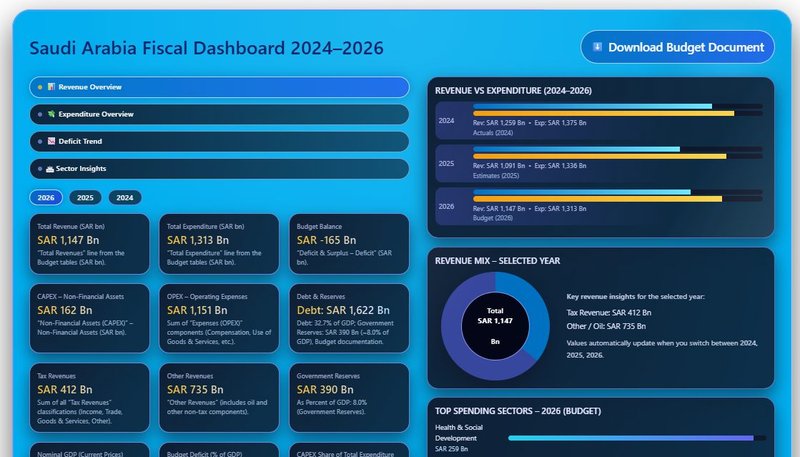 Saudi Arabia Fiscal Dashboard 2024–2026
Download Budget Document
Revenue Overview
Expenditure Overview
Deficit Trend
Sector Insights
2026
2025
2024
Total Revenue (SAR bn)
SAR 1,147 Bn
"Total Revenues" line from the
Budget tables (SAR bn).
Total Expenditure (SAR bn)
SAR 1,313 Bn
"Total Expenditure" line from the
Budget tables (SAR bn).
Budget Balance
SAR -165 Bn
"Deficit & Surplus – Deficit" (SAR
bn).
CAPEX – Non-Financial Assets
SAR 162 Bn
"Non-Financial Assets (CAPEX)" –
Non-Financial Assets (SAR bn).
OPEX – Operating Expenses
SAR 1,151 Bn
Sum of "Expenses (OPEX)"
components (Compensation, Use of
Goods & Services, etc.).
Debt & Reserves
Debt: SAR 1,622 Bn
Debt: 32.7% of GDP; Government
Reserves: SAR 390 Bn (~8.0% of
GDP), Budget documentation.
Tax Revenues
SAR 412 Bn
Sum of all "Tax Revenues"
classifications (Income, Trade,
Goods & Services, Other).
Other Revenues
SAR 735 Bn
"Other Revenues" (includes oil and
other non-tax components).
Government Reserves
SAR 390 Bn
As Percent of GDP: 8.0%
(Government Reserves).
Nominal GDP (Current Prices)
Budget Deficit (% of GDP)
CAPEX Share of Total Expenditure
REVENUE VS EXPENDITURE (2024–2026)
2024
Rev: SAR 1,259 Bn • Exp: SAR 1,375 Bn
Actuals (2024)
2025
Rev: SAR 1,091 Bn • Exp: SAR 1,336 Bn
Estimates (2025)
2026
Rev: SAR 1,147 Bn • Exp: SAR 1,313 Bn
Budget (2026)
REVENUE MIX – SELECTED YEAR
Total
SAR 1,147
Bn
Key revenue insights for the selected year:
Tax Revenue: SAR 412 Bn
Other / Oil: SAR 735 Bn
Values automatically update when you switch between 2024,
2025, 2026.
TOP SPENDING SECTORS – 2026 (BUDGET)
Health & Social
Development
SAR 259 Bn